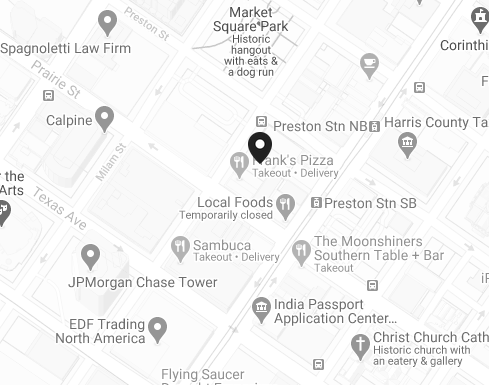 Market
Square Park
Historic
hangout
with eats &
a dog run
Preston St
Spagnoletti Law Firm
Corinthi
Prairie St
Calpine
Preston Stn NB
Harris County Ta
Milam St
Takeout • Delivery
Pizza
y the
Arts
Texas Ave
Local Foods
Temporarily closed
Preston Stn SB
Sambuca
Takeout • Delivery
The Moonshiners
Southern Table + Bar
Takeout
JPMorgan Chase Tower
India Passport
Application Center...
EDF Trading
North America
Christ Church Cath
Historic church with
an eatery & gallery
Flying Saucer